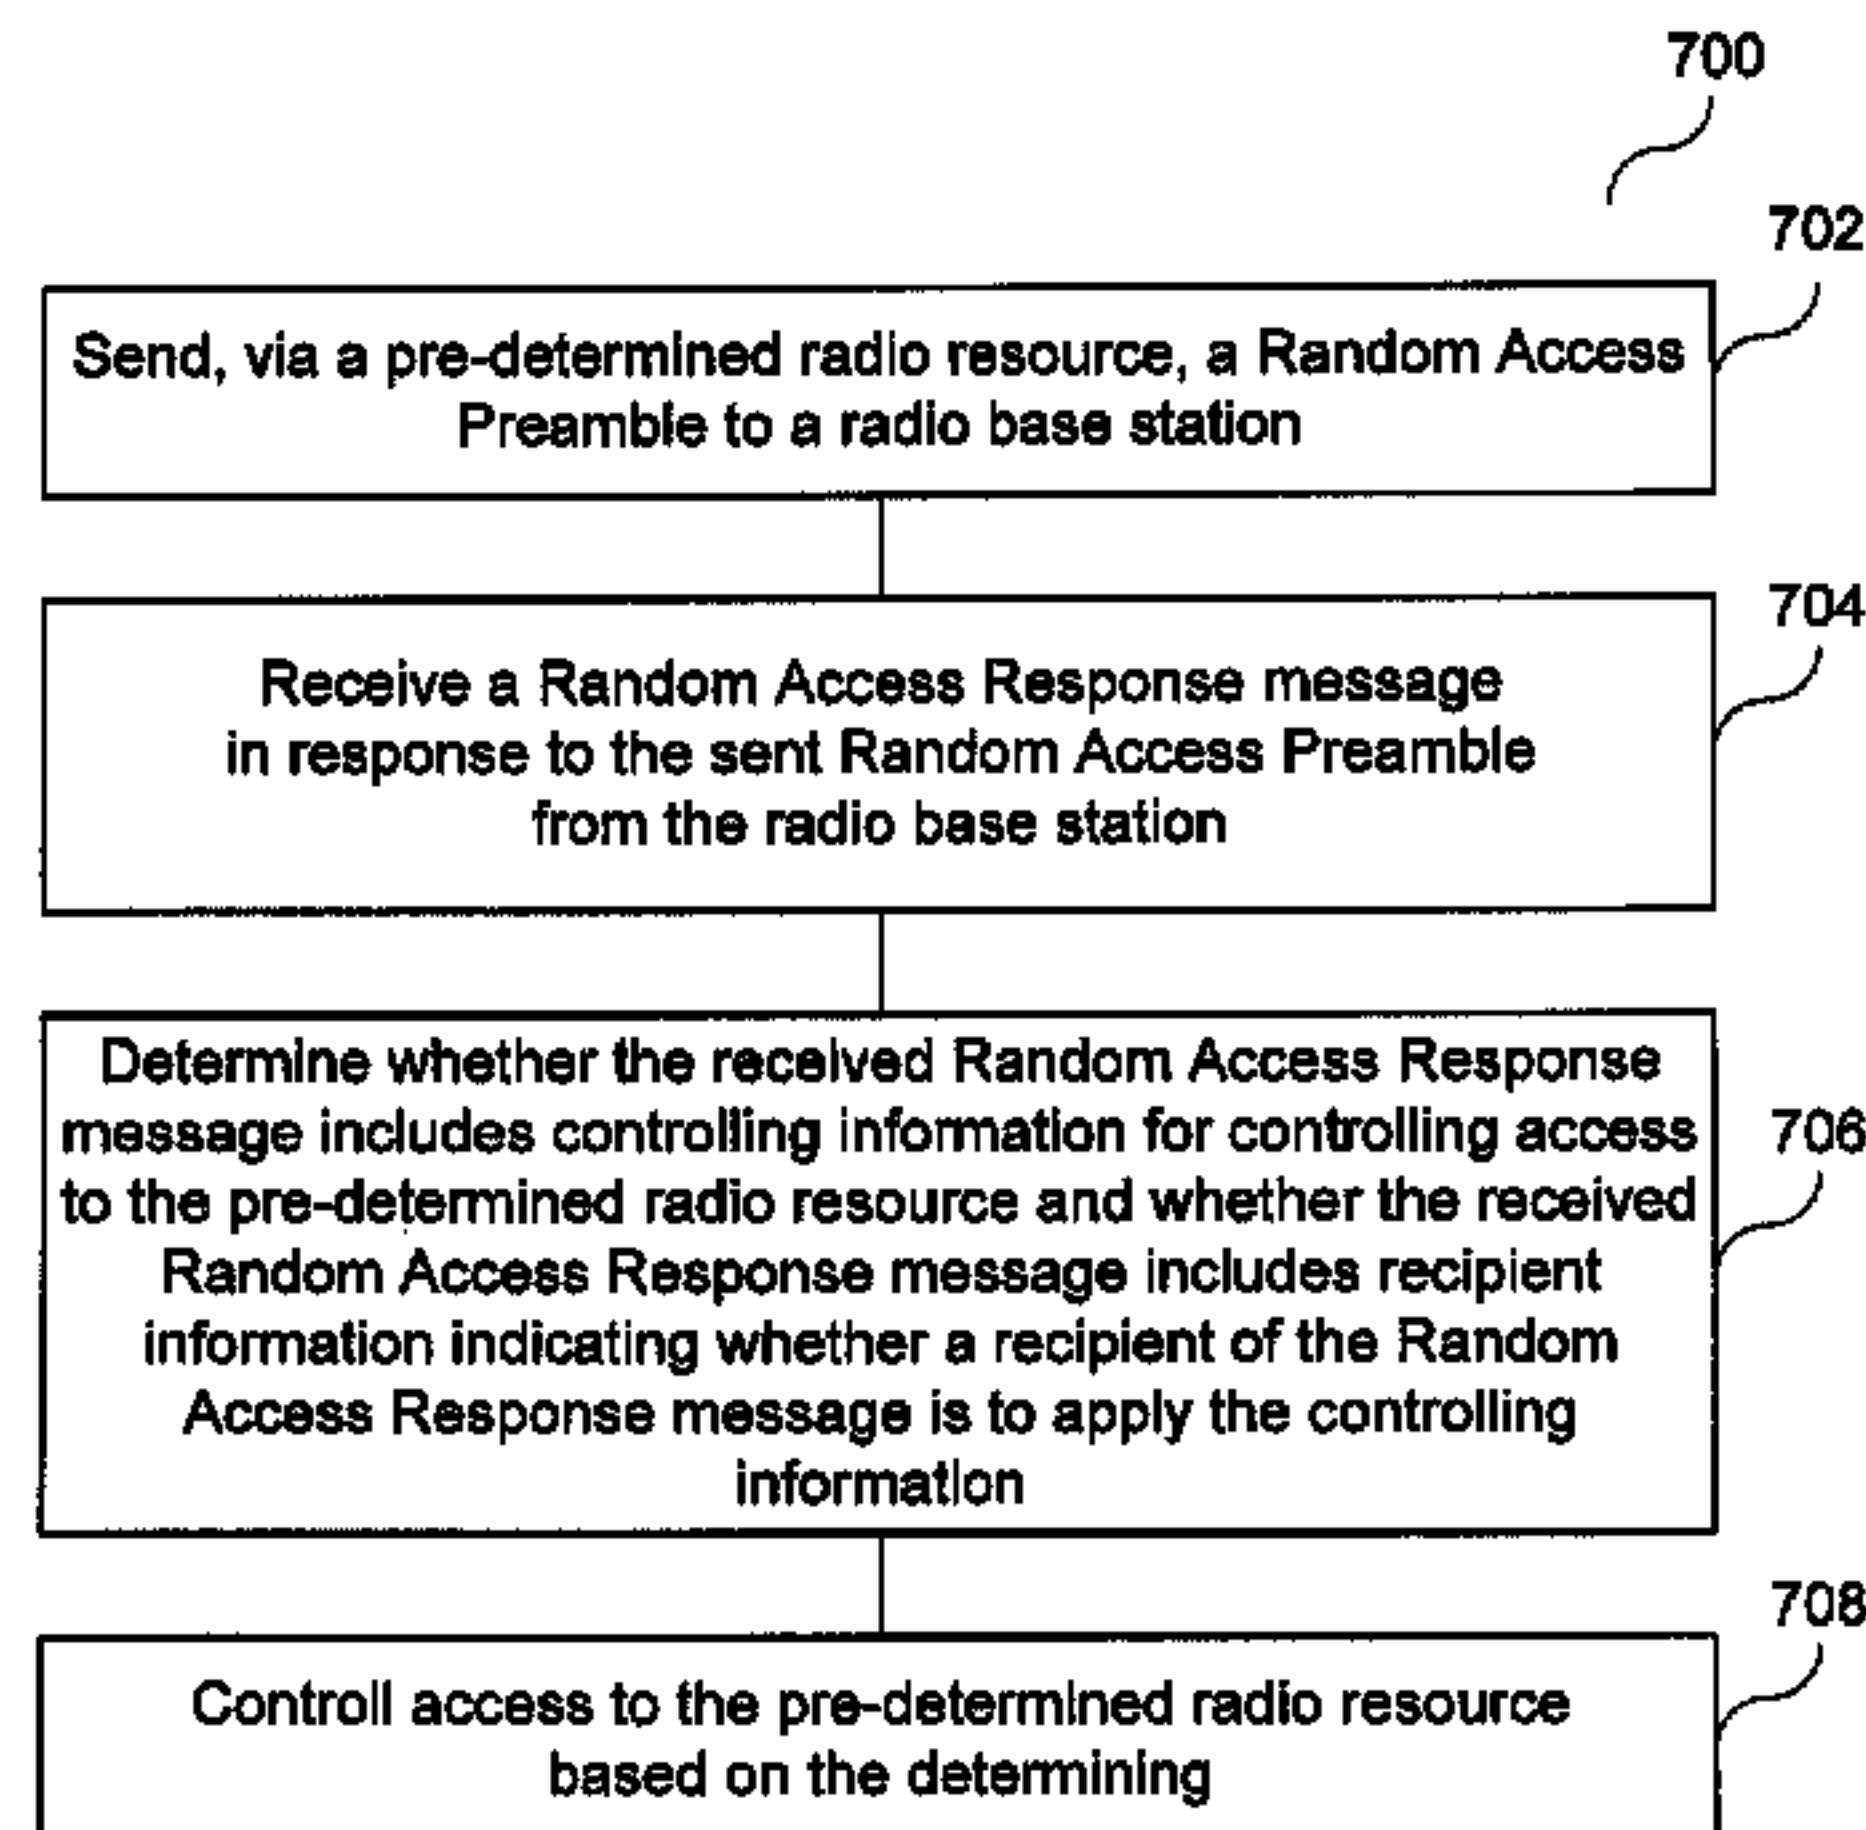 700
702
Send, via a pre-determined radio resource, a Random Access
Preamble to a radio base station
704
Receive a Random Access Response message
in response to the sent Random Access Preamble
from the radio base station
Determine whether the received Random Access Response
message includes controlling information for controlling access
706
to the pre-determined radio resource and whether the received
Random Access Response message includes recipient
information indicating whether a recipient of the Random
Access Response message is to apply the controlling
information
708
Controll access to the pre-determined radio resource
based on the determining